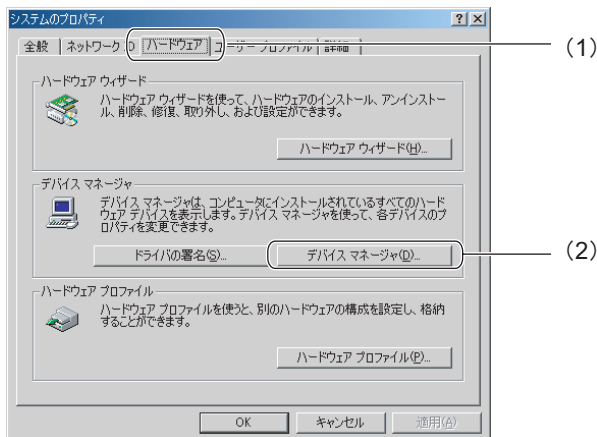 システムのプロパティ
全般 ネットワーク ID ハードウェア ユーザー プロファイル 詳細
(1)
ハードウェア ウィザード
ハードウェア ウィザードを使って、ハードウェアのインストール、アンインストー
ル、削除、修復、取り外し、および設定ができます。
ハードウェア ウィザード(H)...
デバイス マネージャ
デバイス マネージャは、コンピュータにインストールされているすべてのハード
ウェア デバイスを表示します。デバイス マネージャを使って、各デバイスのプ
ロパティを変更できます。
ドライバの署名(S)... デバイス マネージャ(D)...
(2)
ハードウェア プロファイル
ハードウェア プロファイルを使うと、別のハードウェアの構成を設定し、格納
することができます。
ハードウェア プロファイル(P)...
OK キャンセル 適用(A)